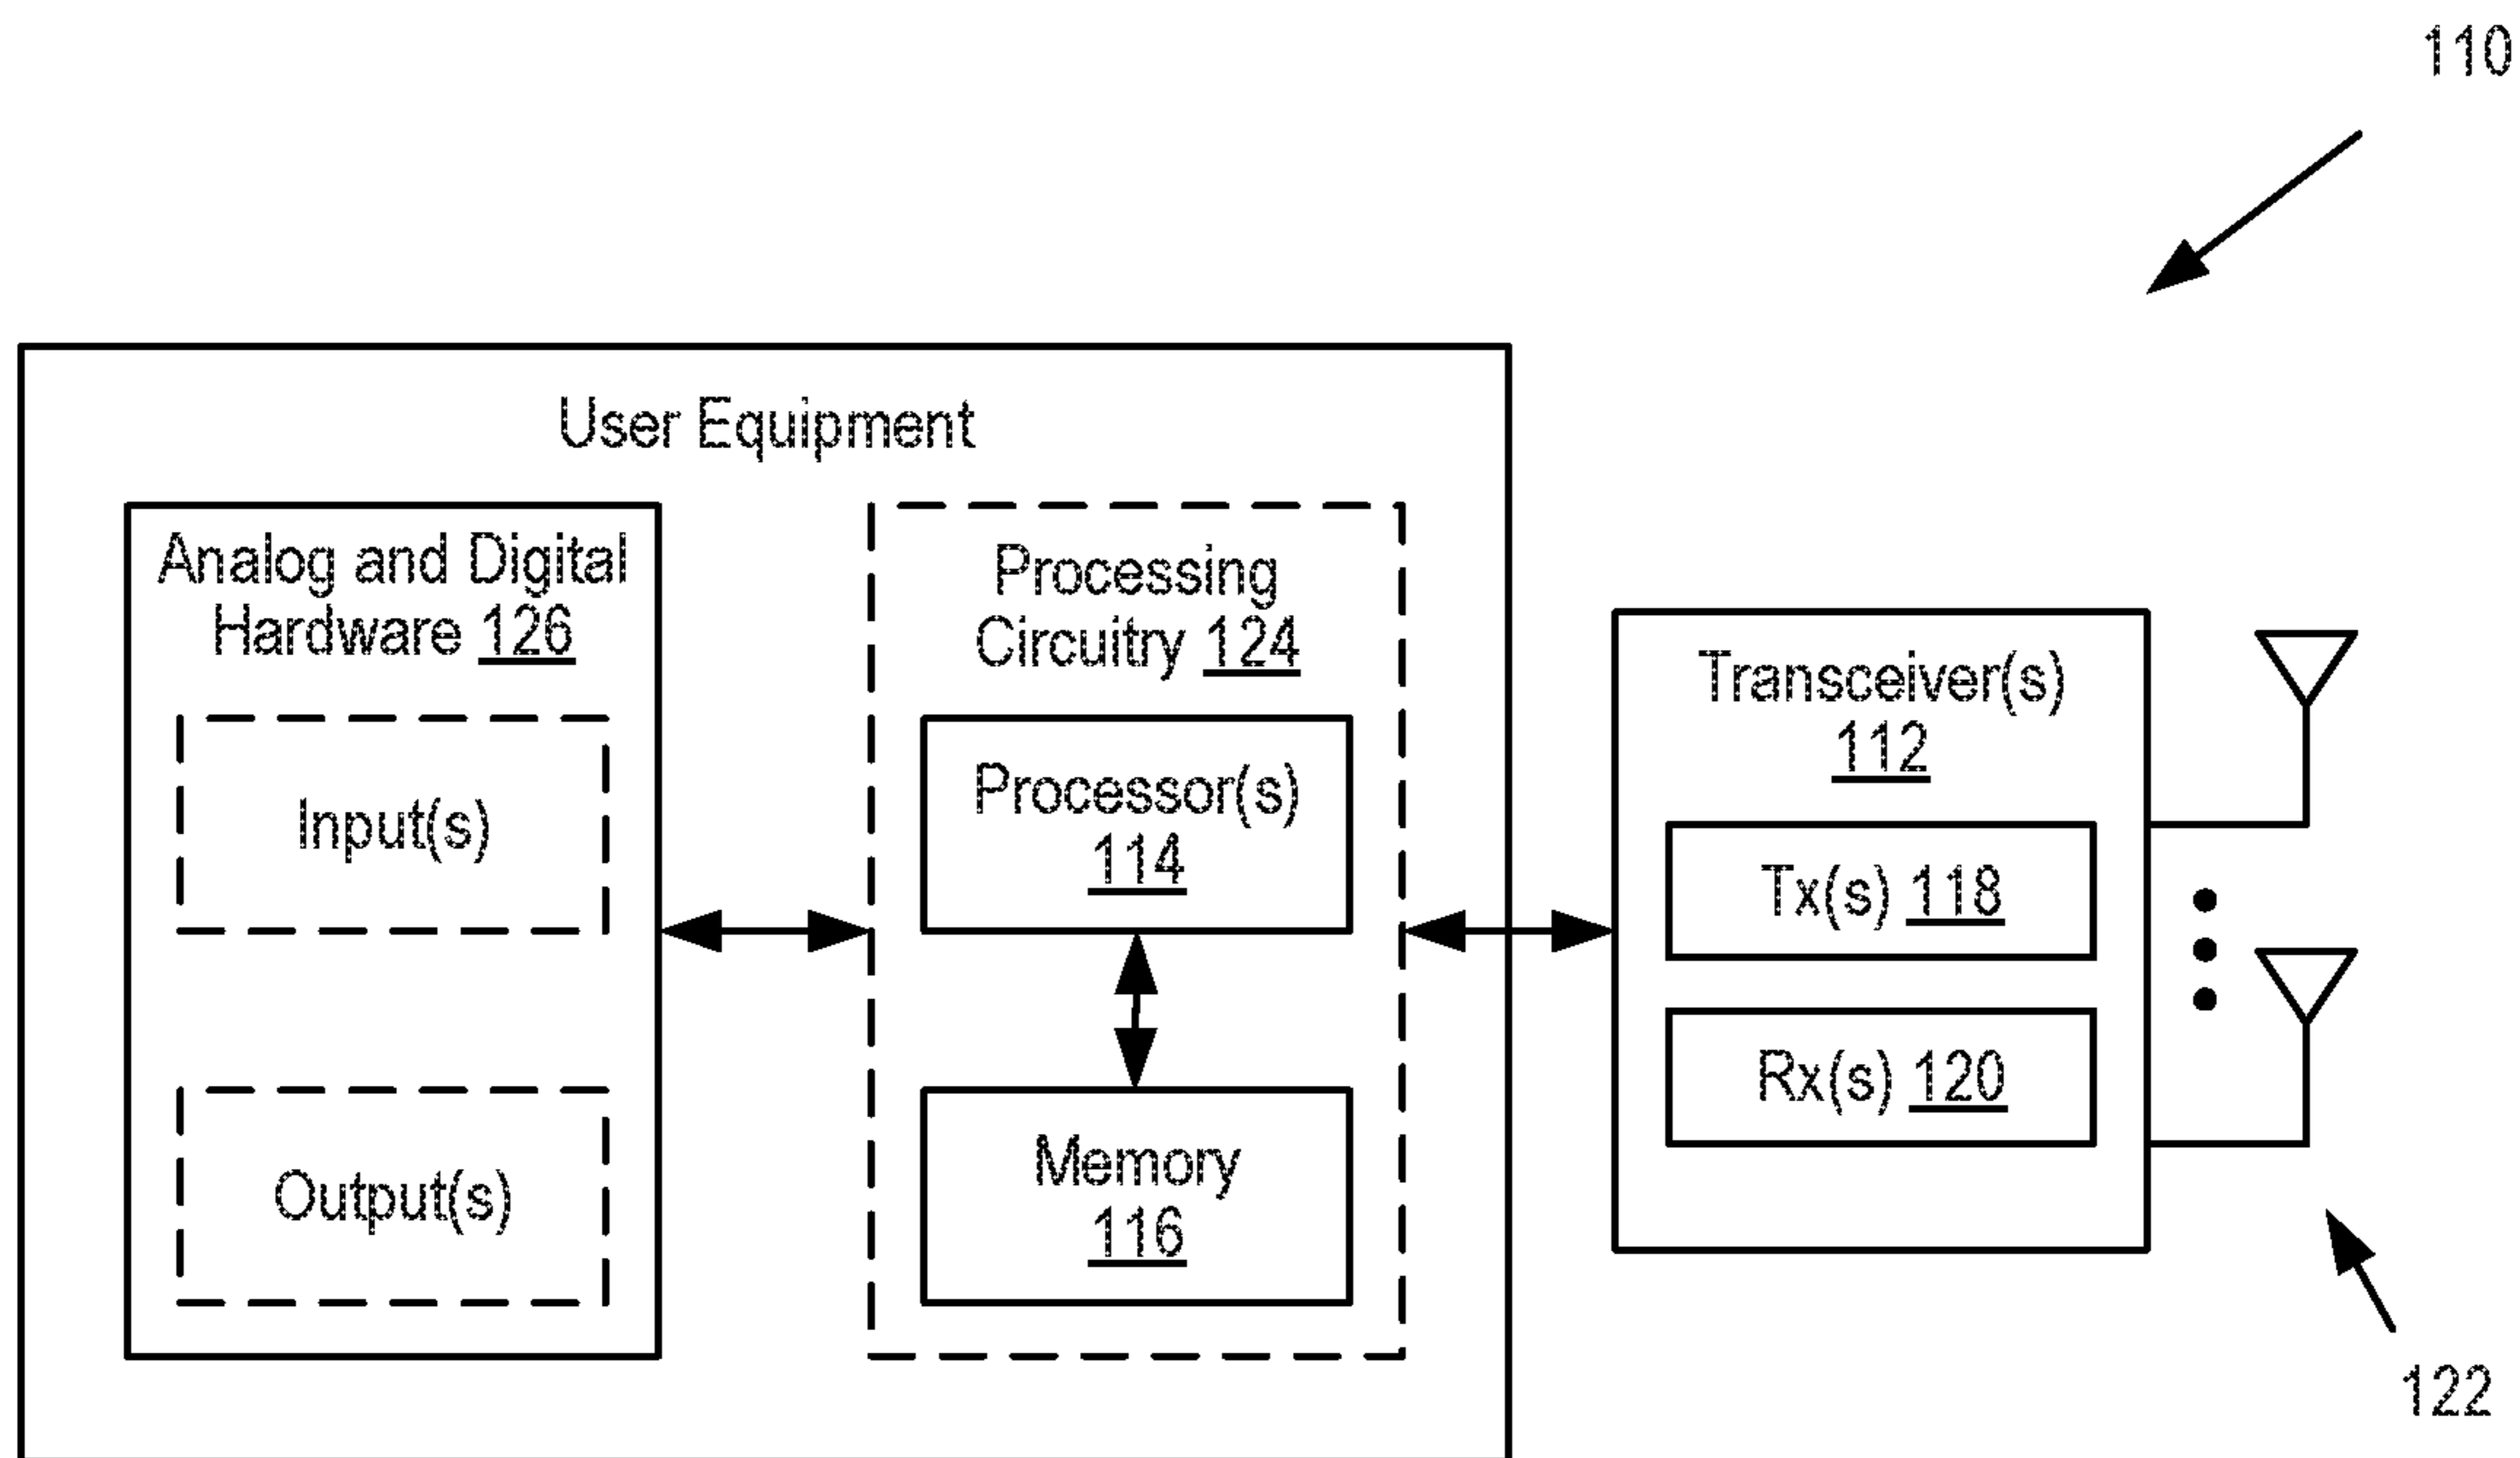 110
User Equipment
Analog and Digital
Hardware 126
Input(s)
Output(s)
Processing
Circuitry 124
Processor(s)
114
Memory
116
Transceiver(s)
112
Tx(s) 118
Rx(s) 120
122